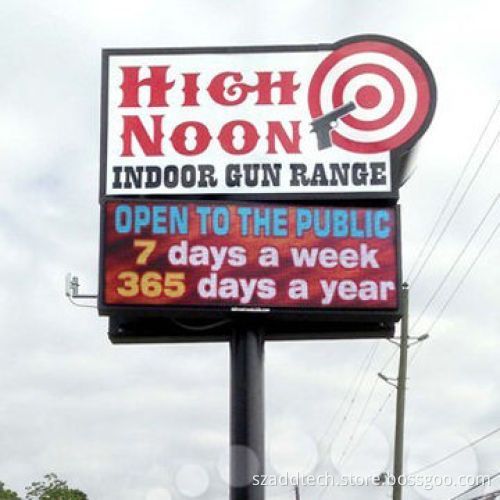 HIGH
NOON
INDOOR GUN RANGE
OPEN TO THE PUBLIC
7 days a week
365 days a year
szaddtech.store.bossgoo.com